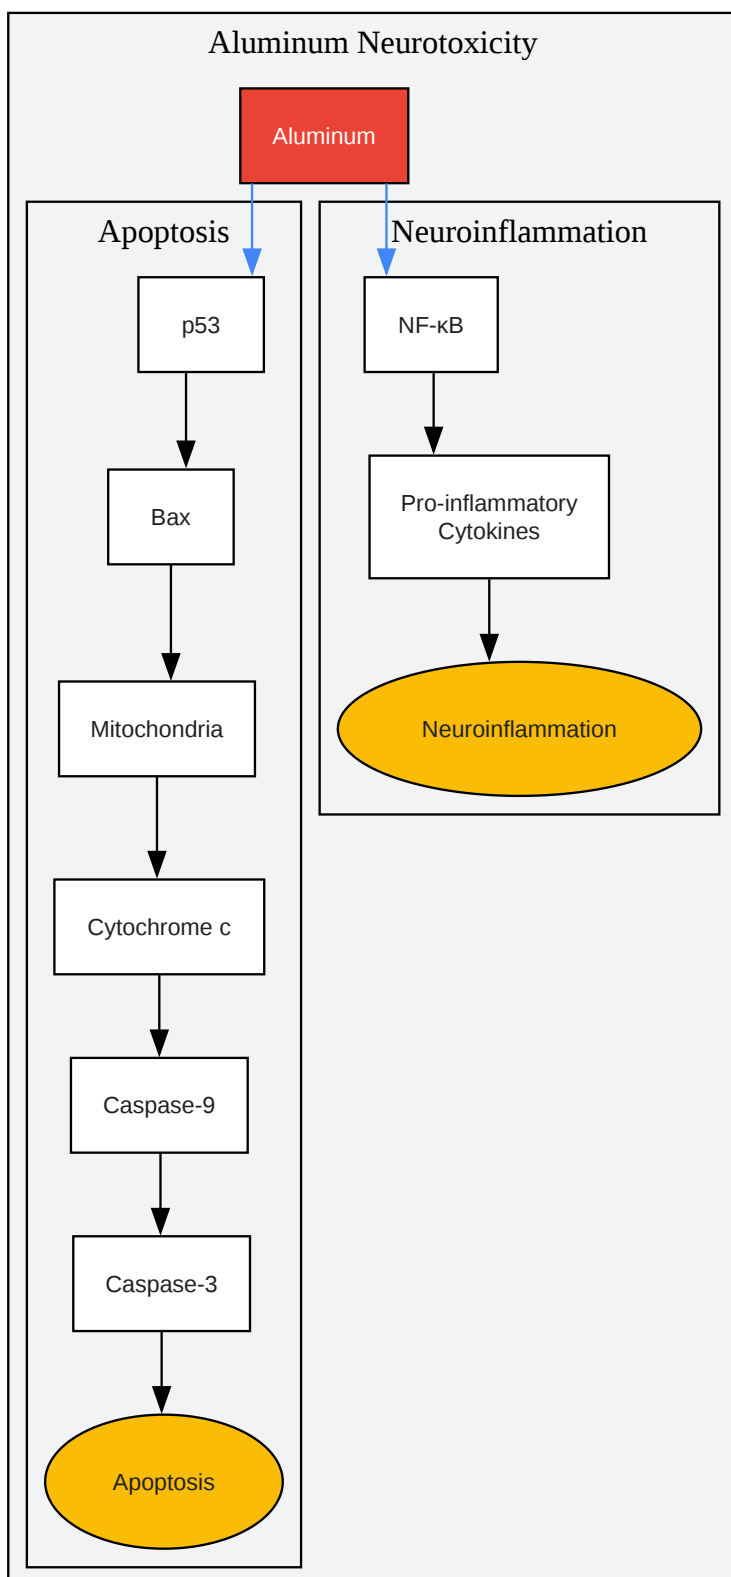 Aluminum Neurotoxicity
Aluminum
Apoptosis
p53
Bax
Mitochondria
Cytochrome c
Caspase-9
Caspase-3
Apoptosis
Neuroinflammation
NF-κB
Pro-inflammatory
Cytokines
Neuroinflammation